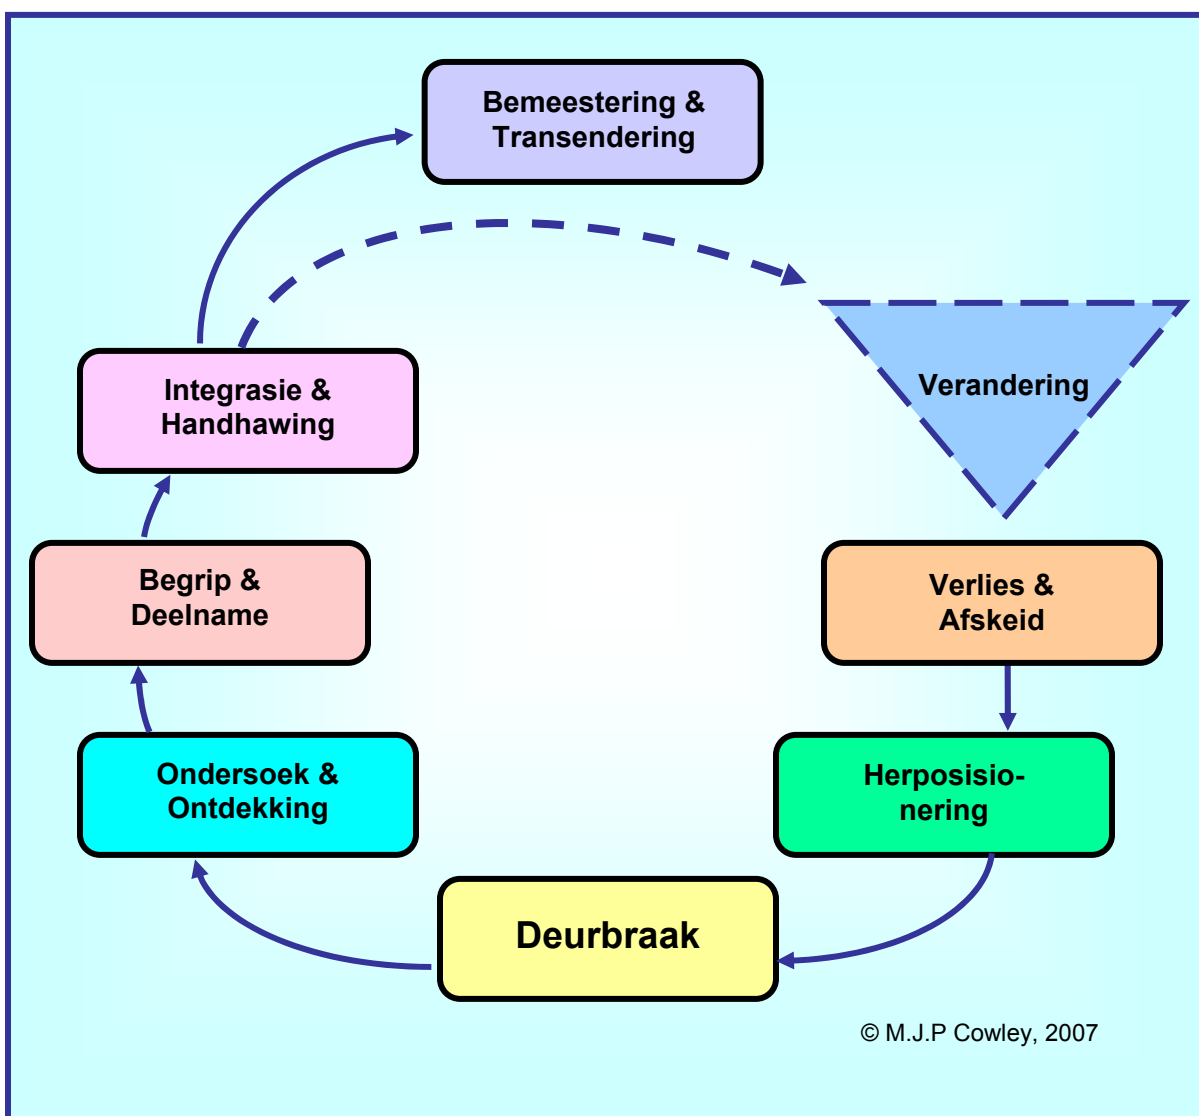 Bemeestering &
Transendering
Integrasie &
Handhawing
Verandering
Begrip &
Deelname
Verlies &
Afskeid
Ondersoek &
Ontdekking
Herposisio-
nering
Deurbraak
© M.J.P Cowley, 2007